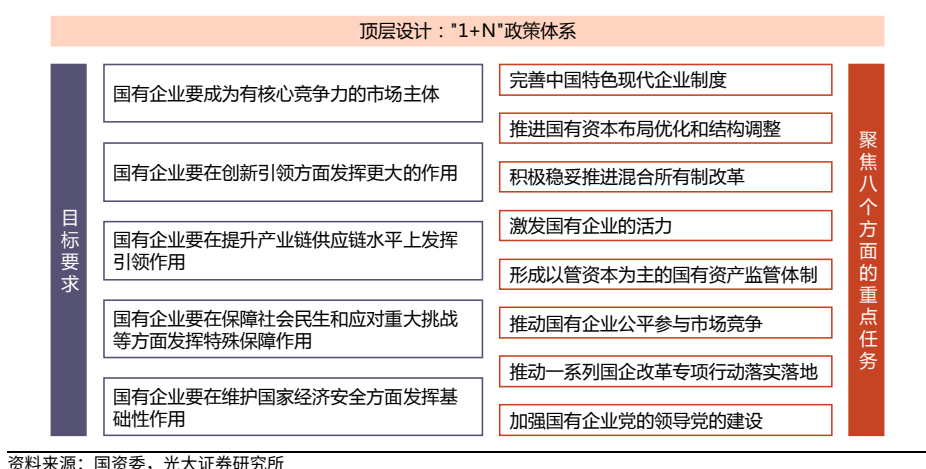 顶层设计："1+N"政策体系
目标要求
国有企业要成为有核心竞争力的市场主体
国有企业要在创新引领方面发挥更大的作用
国有企业要在提升产业链供应链水平上发挥
引领作用
国有企业要在保障社会民生和应对重大挑战
等方面发挥特殊保障作用
国有企业要在维护国家经济安全方面发挥基
础性作用
完善中国特色现代企业制度
推进国有资本布局优化和结构调整
积极稳妥推进混合所有制改革
激发国有企业的活力
形成以管资本为主的国有资产监管体制
推动国有企业公平参与市场竞争
推动一系列国企改革专项行动落实落地
加强国有企业党的领导党的建设
聚焦八个方面的重点任务
资料来源：国资委，光大证券研究所